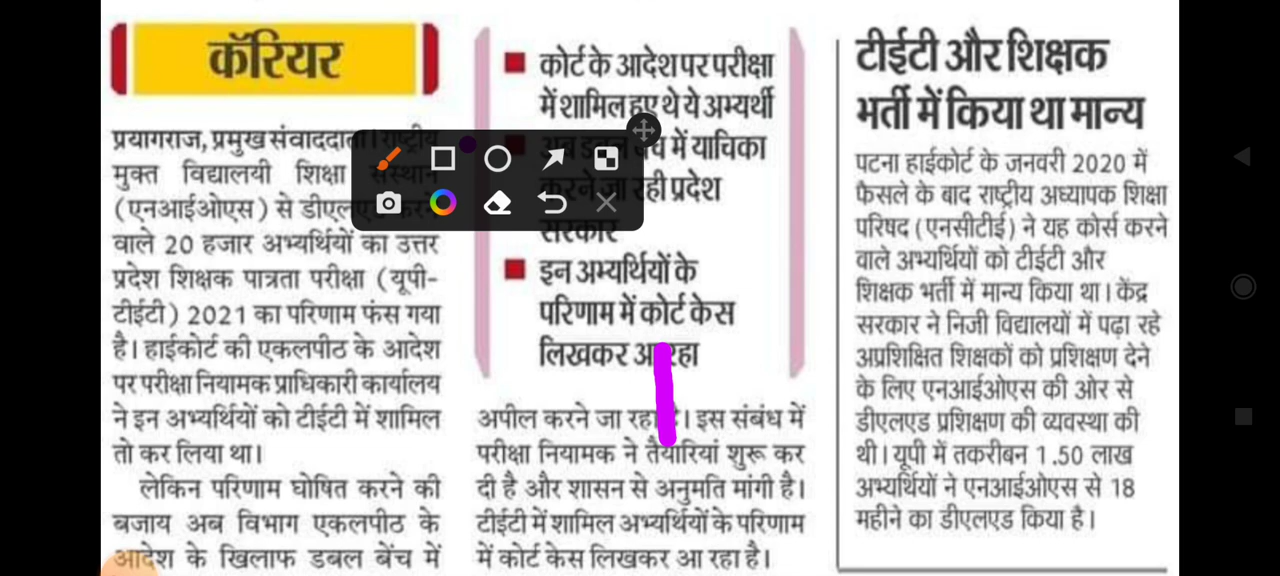 कॉरियर
प्रयागराज, प्रमुख संवाददाता। राष्ट्रीय
मुक्त विद्यालयी शिक्षा संस्थान
(एनआईओएस) से डीएलएड करने
वाले 20 हजार अभ्यर्थियों का उत्तर
प्रदेश शिक्षक पात्रता परीक्षा (यूपी-
टीईटी) 2021 का परिणाम फंस गया
है। हाईकोर्ट की एकलपीठ के आदेश
पर परीक्षा नियामक प्राधिकारी कार्यालय
ने इन अभ्यर्थियों को टीईटी में शामिल
तो कर लिया था।
लेकिन परिणाम घोषित करने की
बजाय अब विभाग एकलपीठ के
आदेश के खिलाफ डबल बेंच में
कोर्ट के आदेश पर परीक्षा
में शामिल हुए थे ये अभ्यर्थी
अब डबल बेंच में याचिका
करने जा रही प्रदेश
सरकार
इन अभ्यर्थियों के
परिणाम में कोर्ट केस
लिखकर आ रहा
अपील करने जा रहा है। इस संबंध में
परीक्षा नियामक ने तैयारियां शुरू कर
दी है और शासन से अनुमति मांगी है।
टीईटी में शामिल अभ्यर्थियों के परिणाम
में कोर्ट केस लिखकर आ रहा है।
टीईटी और शिक्षक
भर्ती में किया था मान्य
पटना हाईकोर्ट के जनवरी 2020 में
फैसले के बाद राष्ट्रीय अध्यापक शिक्षा
परिषद (एनसीटीई) ने यह कोर्स करने
वाले अभ्यर्थियों को टीईटी और
शिक्षक भर्ती में मान्य किया था। केंद्र
सरकार ने निजी विद्यालयों में पढ़ा रहे
अप्रशिक्षित शिक्षकों को प्रशिक्षण देने
के लिए एनआईओएस की ओर से
डीएलएड प्रशिक्षण की व्यवस्था की
थी। यूपी में तकरीबन 1.50 लाख
अभ्यर्थियों ने एनआईओएस से 18
महीने का डीएलएड किया है।